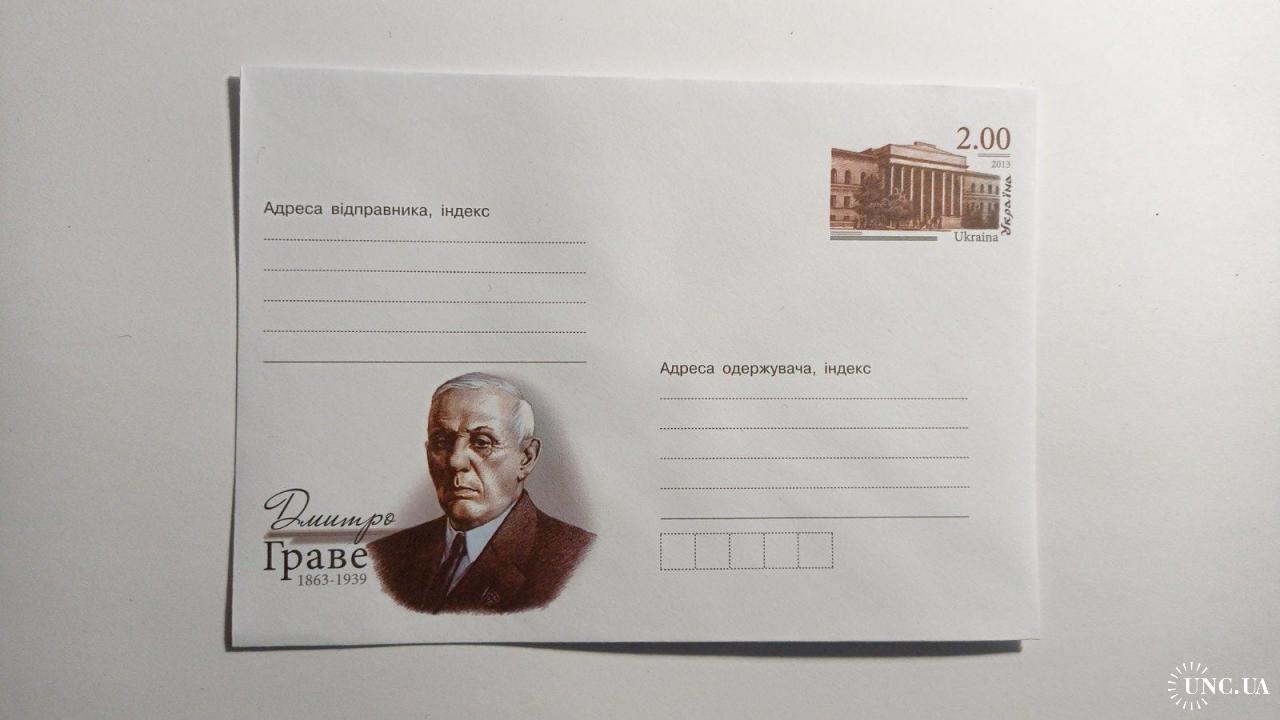 2.00
2013
Україна
Ukraina
Адреса відправника, індекс
Адреса одержувача, індекс
Дмитро
Граве
1863-1939
UNC.UA